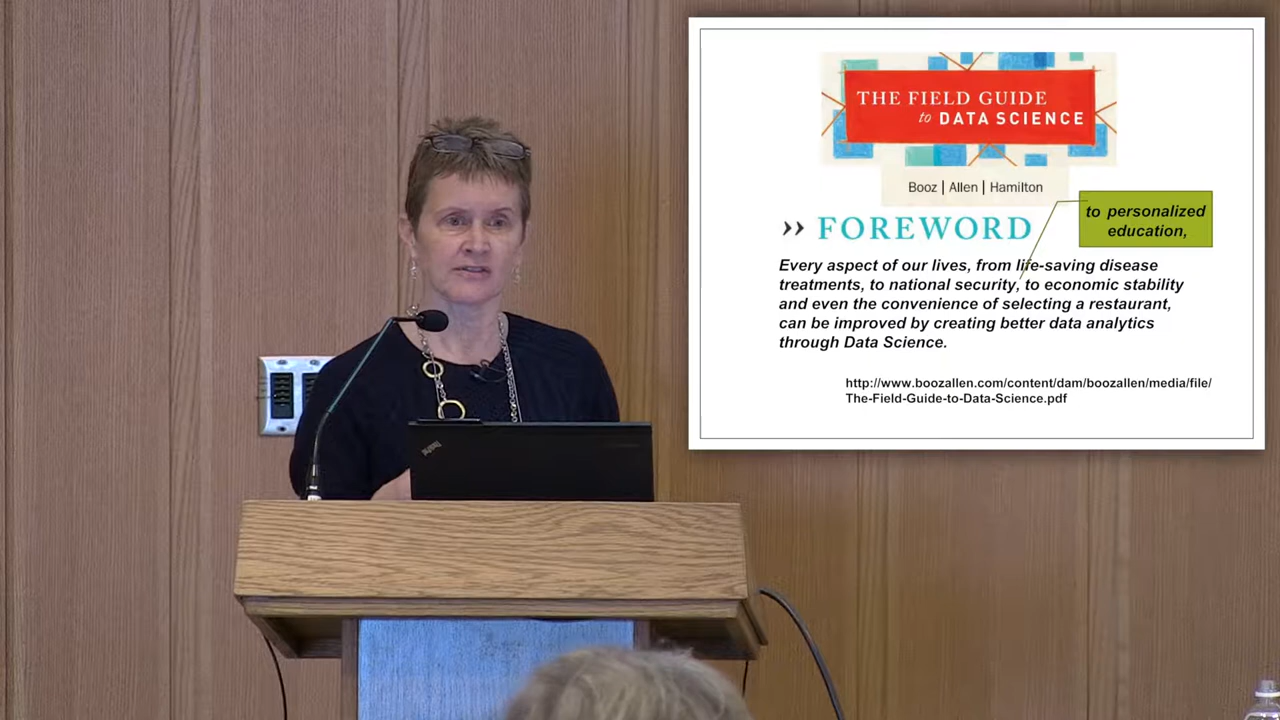 THE FIELD GUIDE
to DATA SCIENCE
Booz | Allen | Hamilton
to personalized
education,
›› FOREWORD
Every aspect of our lives, from life-saving disease
treatments, to national security, to economic stability
and even the convenience of selecting a restaurant,
can be improved by creating better data analytics
through Data Science.
http://www.boozallen.com/content/dam/boozallen/media/file/
The-Field-Guide-to-Data-Science.pdf
ThinkPad